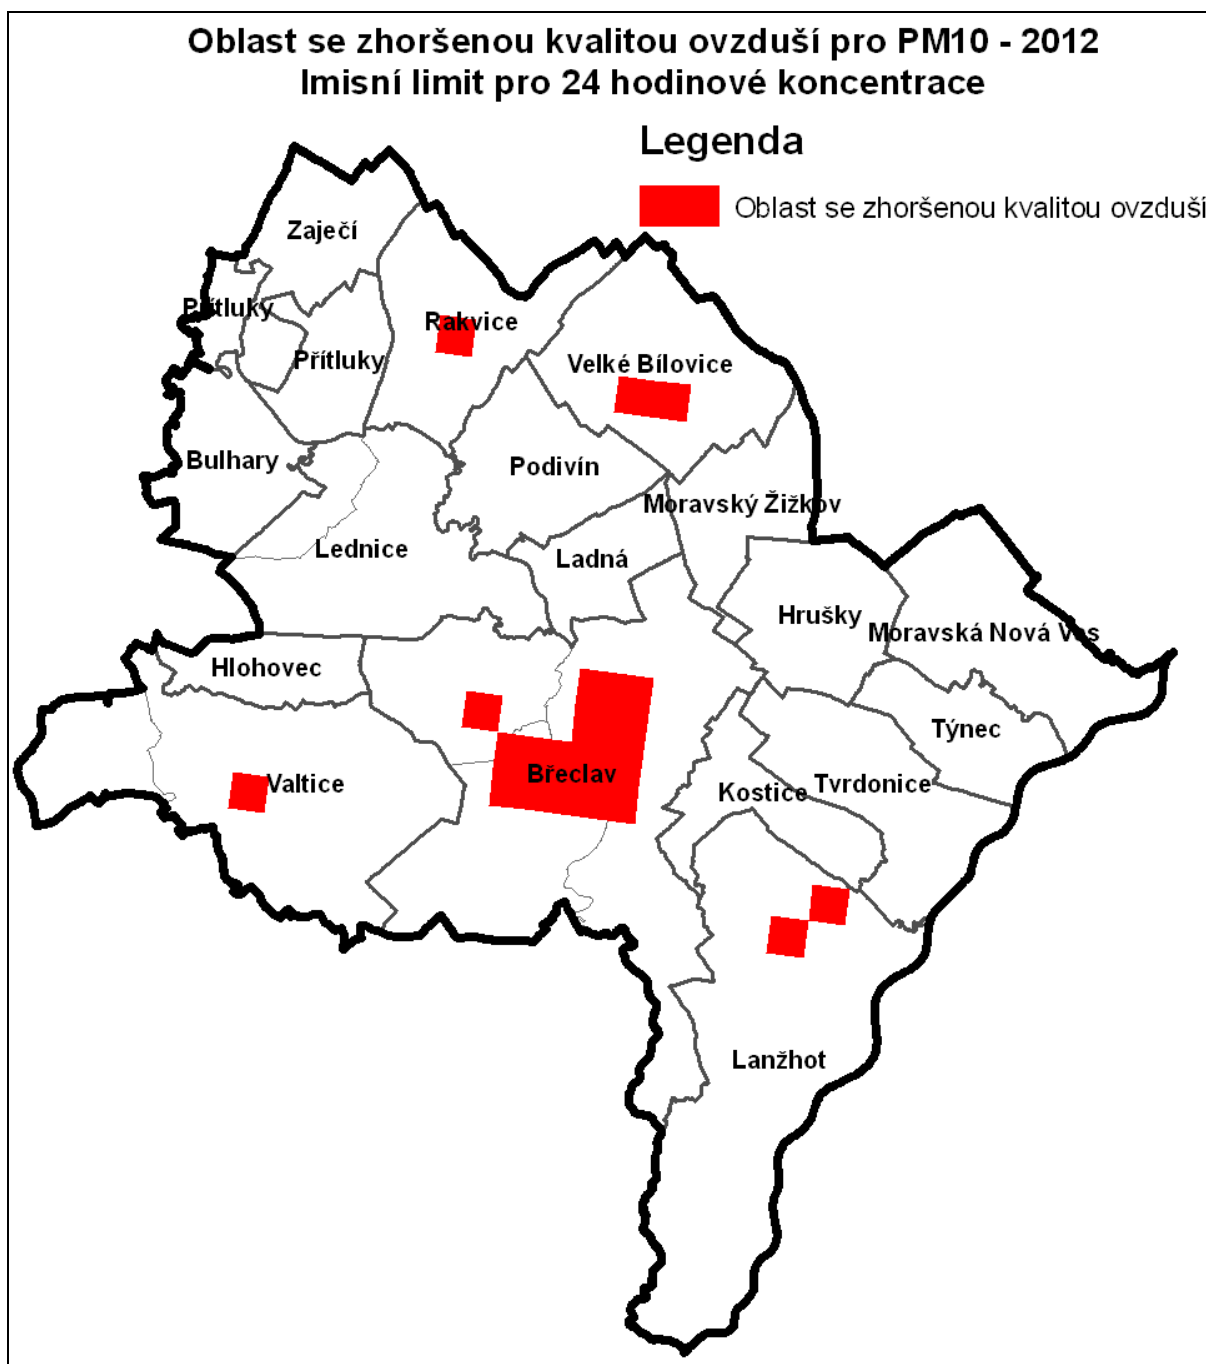 Oblast se zhoršenou kvalitou ovzduší pro PM10 - 2012
Imisní limit pro 24 hodinové koncentrace
Legenda
Oblast se zhoršenou kvalitou ovzduší
Zaječí
Přítluky
Rakvice
Přítluky
Velké Bílovice
Bulhary
Podivín
Moravský Žižkov
Lednice
Ladná
Hrušky
Moravská Nová Ves
Hlohovec
Týnec
Břeclav
Valtice
Tvrdonice
Kostice
Lanžhot